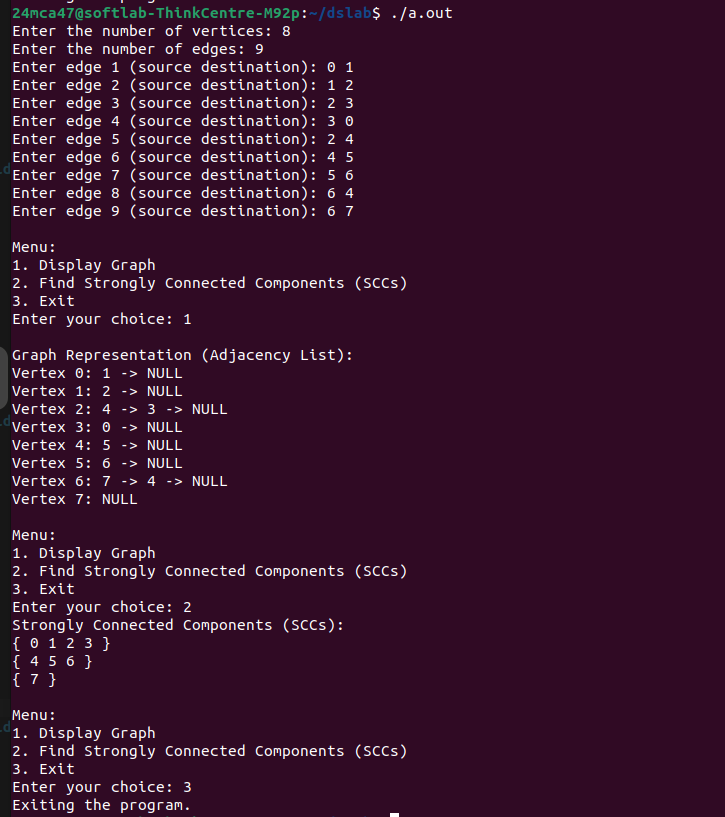 24mca47@softlab-ThinkCentre-M92p:~/dslab$ ./a.out
Enter the number of vertices: 8
Enter the number of edges: 9
Enter edge 1 (source destination): 0 1
Enter edge 2 (source destination): 1 2
Enter edge 3 (source destination): 2 3
Enter edge 4 (source destination): 3 0
Enter edge 5 (source destination): 2 4
Enter edge 6 (source destination): 4 5
Enter edge 7 (source destination): 5 6
Enter edge 8 (source destination): 6 4
Enter edge 9 (source destination): 6 7
Menu:
1. Display Graph
2. Find Strongly Connected Components (SCCs)
3. Exit
Enter your choice: 1
Graph Representation (Adjacency List):
Vertex 0: 1 -> NULL
Vertex 1: 2 -> NULL
Vertex 2: 4 -> 3 -> NULL
Vertex 3: 0 -> NULL
Vertex 4: 5 -> NULL
Vertex 5: 6 -> NULL
Vertex 6: 7 -> 4 -> NULL
Vertex 7: NULL
Menu:
1. Display Graph
2. Find Strongly Connected Components (SCCs)
3. Exit
Enter your choice: 2
Strongly Connected Components (SCCs):
{ 0 1 2 3 }
{ 4 5 6 }
{ 7 }
Menu:
1. Display Graph
2. Find Strongly Connected Components (SCCs)
3. Exit
Enter your choice: 3
Exiting the program.